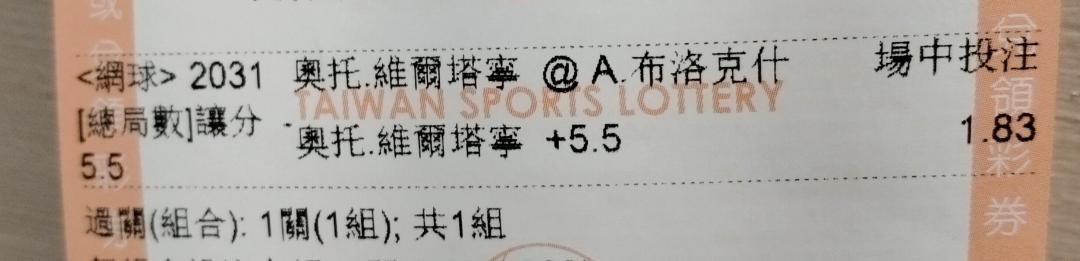 <網球> 2031 奧托.維爾塔寧 @ A.布洛克什 場中投注
TAIWAN SPORTS LOTTERY
[總局數]讓分 - 奧托.維爾塔寧 +5.5 1.83
5.5
過關(組合): 1關(1組); 共1組
領
券